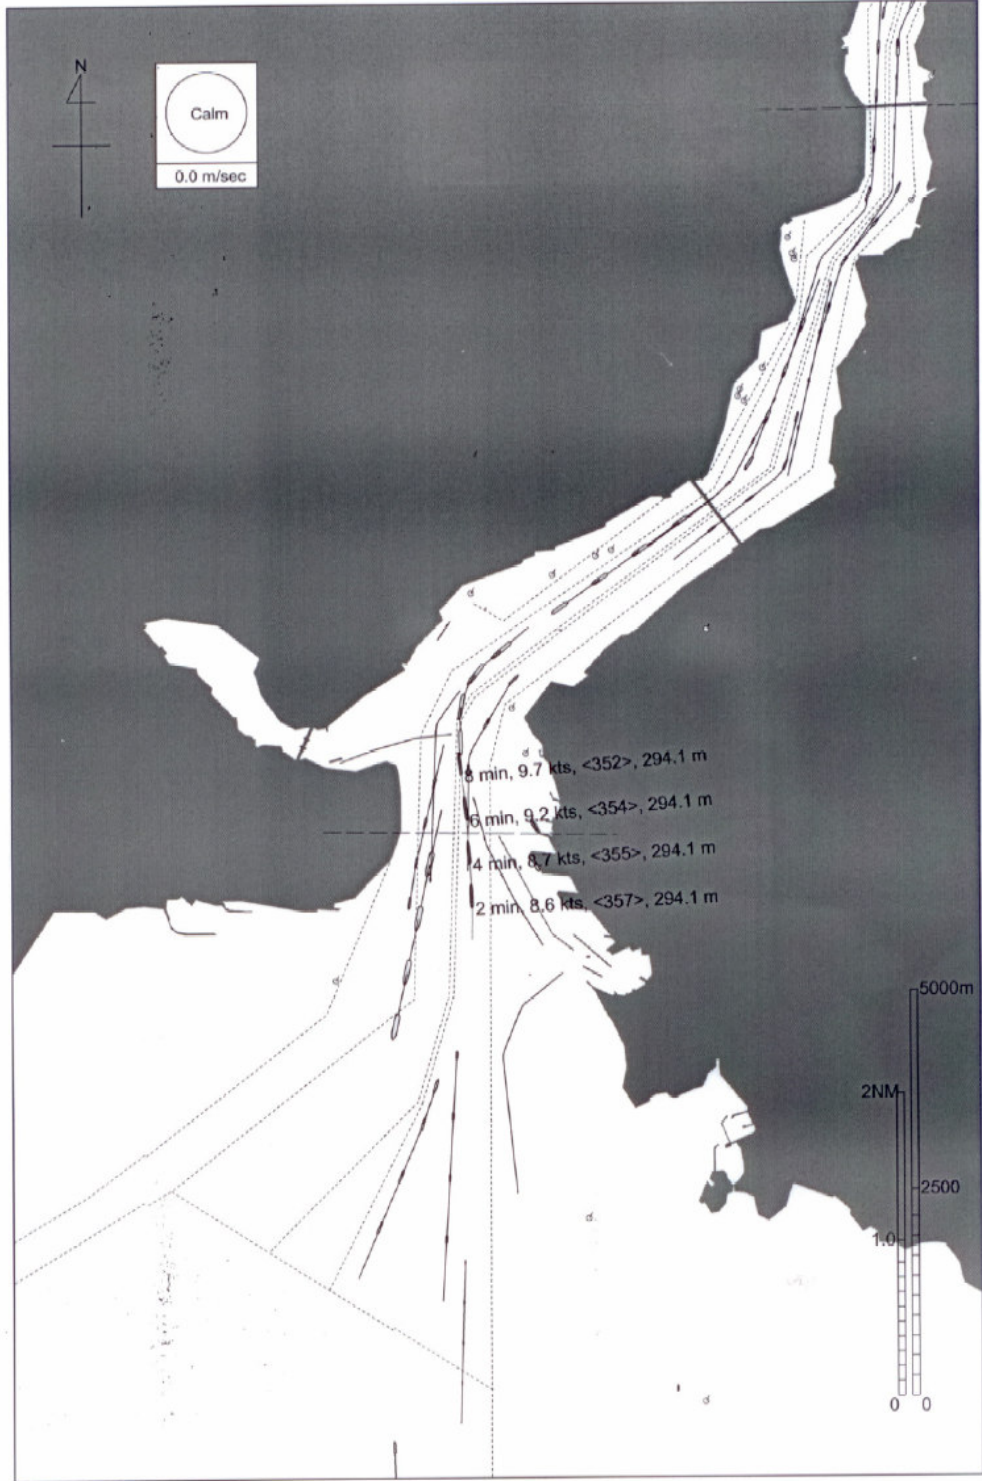 N
Calm
0.0 m/sec
8 min, 9.7 kts, <352>, 294.1 m
6 min, 9.2 kts, <354>, 294.1 m
4 min, 8.7 kts, <355>, 294.1 m
2 min, 8.6 kts, <357>, 294.1 m
5000m
2NM
2500
1.0
0 0